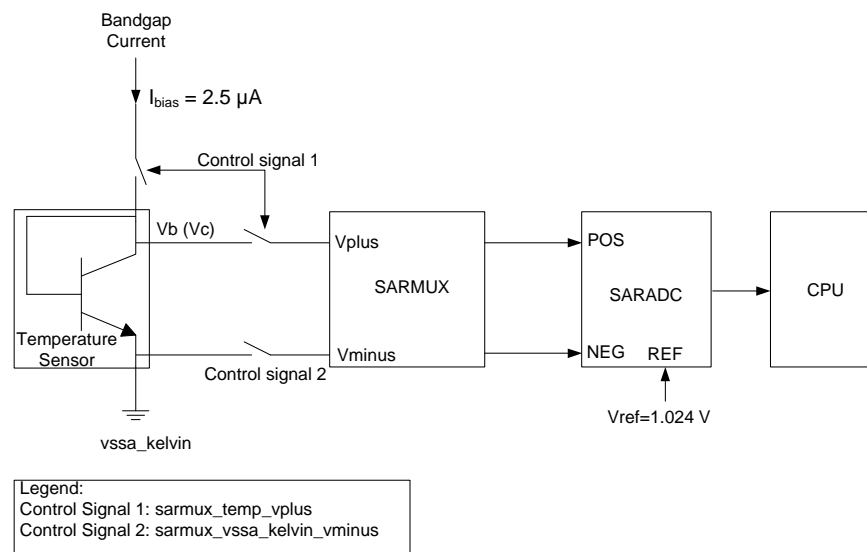 Bandgap
Current
Ibias = 2.5 µA
Control signal 1
Vb (Vc)
Vplus
POS
SARMUX
SARADC
CPU
Temperature
Sensor
Vminus
NEG
REF
Control signal 2
Vref=1.024 V
vssa_kelvin
Legend:
Control Signal 1: sarmux_temp_vplus
Control Signal 2: sarmux_vssa_kelvin_vminus